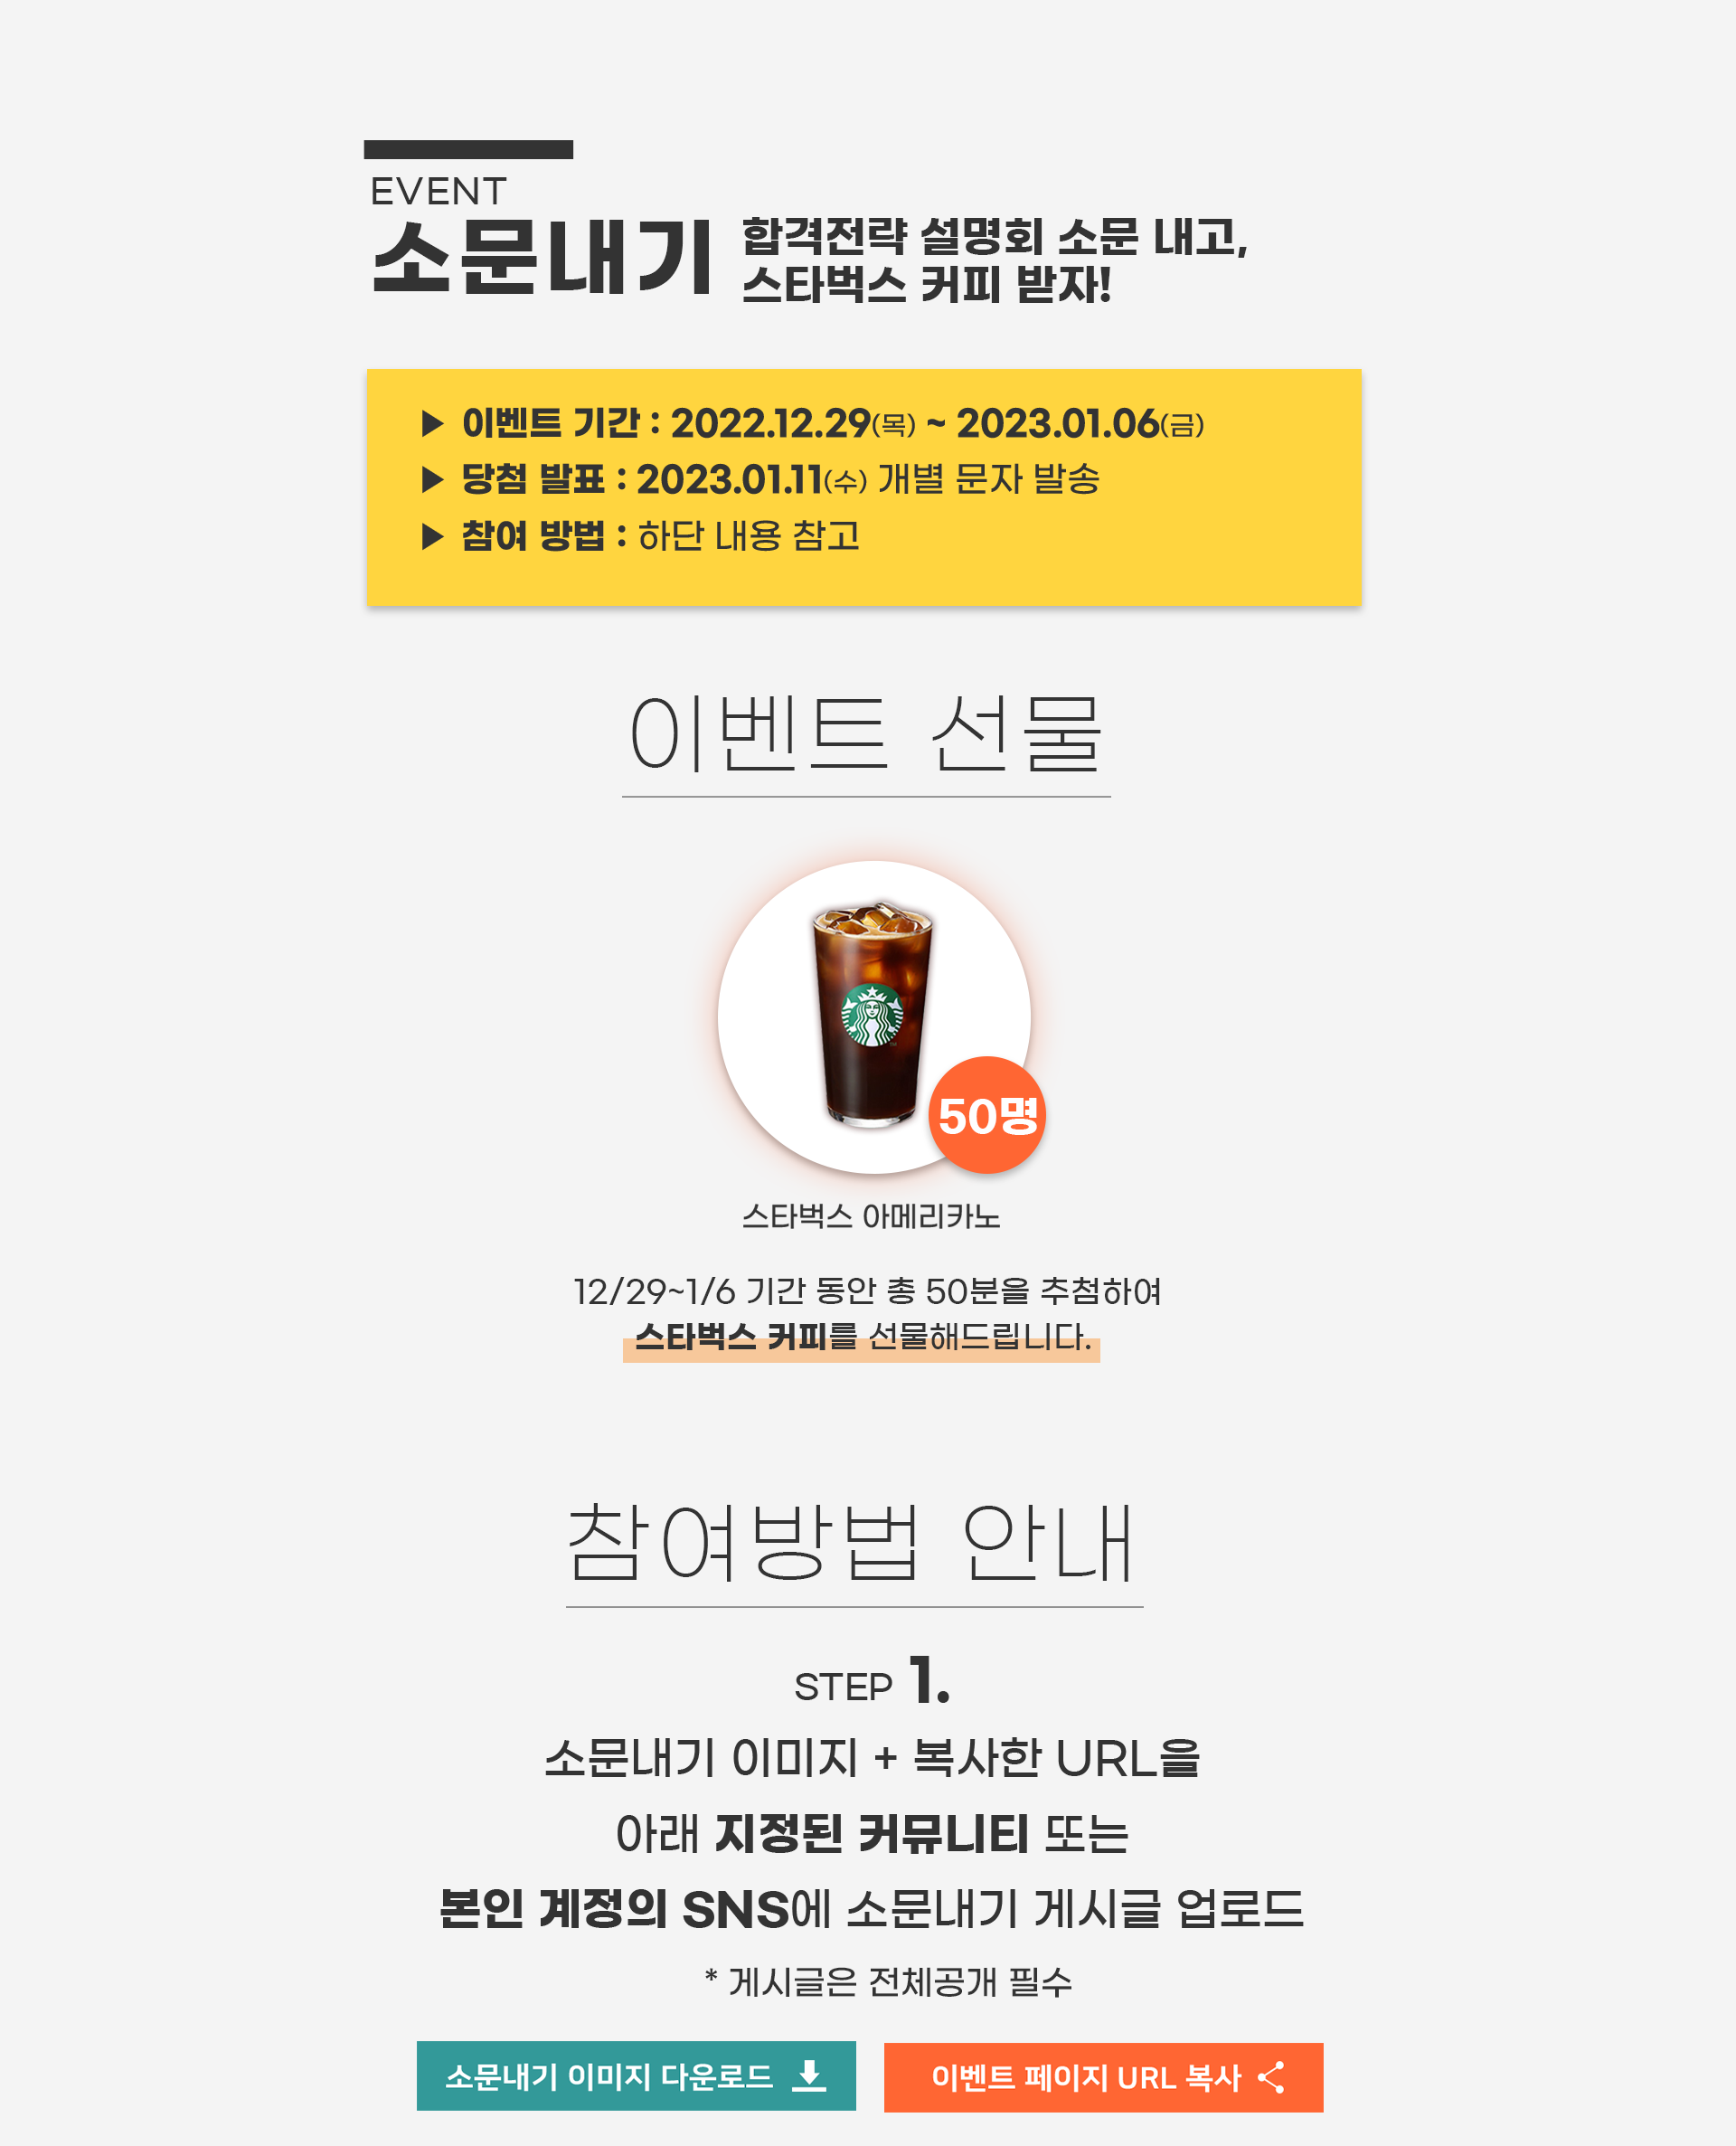 EVENT
소문내기
합격전략 설명회 소문 내고,
스타벅스 커피 받자!
▶ 이벤트 기간 : 2022.12.29(목) ~ 2023.01.06(금)
▶ 당첨 발표 : 2023.01.11(수) 개별 문자 발송
▶ 참여 방법 : 하단 내용 참고
이벤트 선물
50명
스타벅스 아메리카노
12/29~1/6 기간 동안 총 50분을 추첨하여
스타벅스 커피를 선물해드립니다.
참여방법 안내
STEP 1.
소문내기 이미지 + 복사한 URL을
아래 지정된 커뮤니티 또는
본인 계정의 SNS에 소문내기 게시글 업로드
* 게시글은 전체공개 필수
소문내기 이미지 다운로드
이벤트 페이지 URL 복사